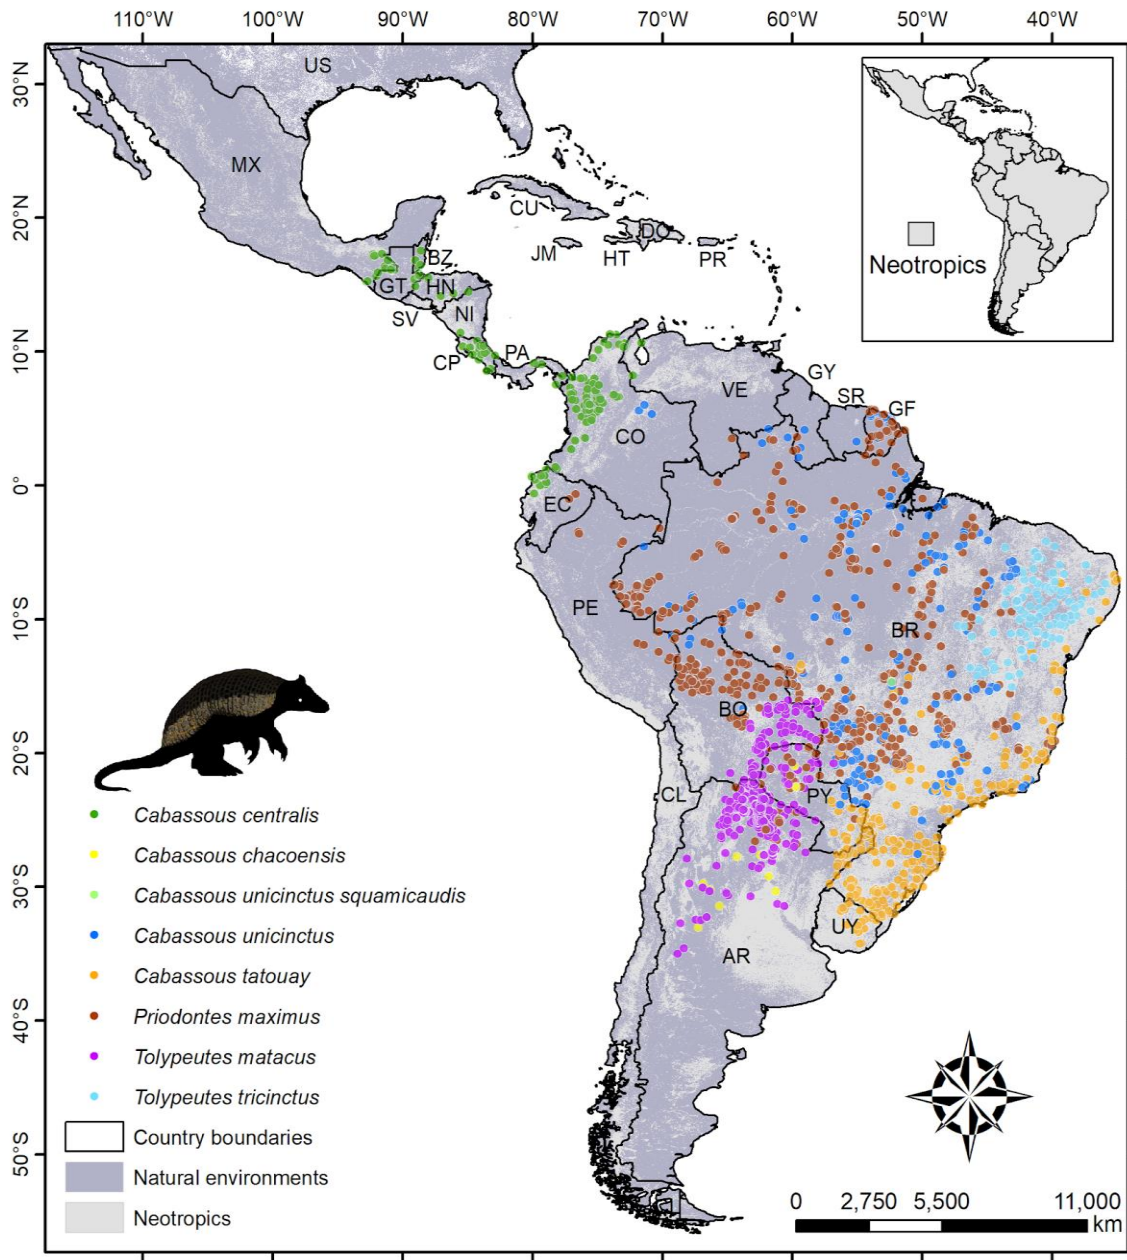 110°W 100°W 90°W 80°W 70°W 60°W 50°W 40°W
30°N
20°N
10°N
0°
10°S
20°S
30°S
40°S
50°S
US
MX
CU
DO
JM
HT
PR
BZ
GT
HN
SV
NI
CP
PA
VE
GY
SR
GF
CO
EC
PE
BR
BO
PY
CL
UY
AR
Neotropics
Cabassous centralis
Cabassous chacoensis
Cabassous unicinctus squamicaudis
Cabassous unicinctus
Cabassous tatouay
Priodontes maximus
Tolypeutes matacus
Tolypeutes tricinctus
Country boundaries
Natural environments
Neotropics
0 2,750 5,500 11,000
km